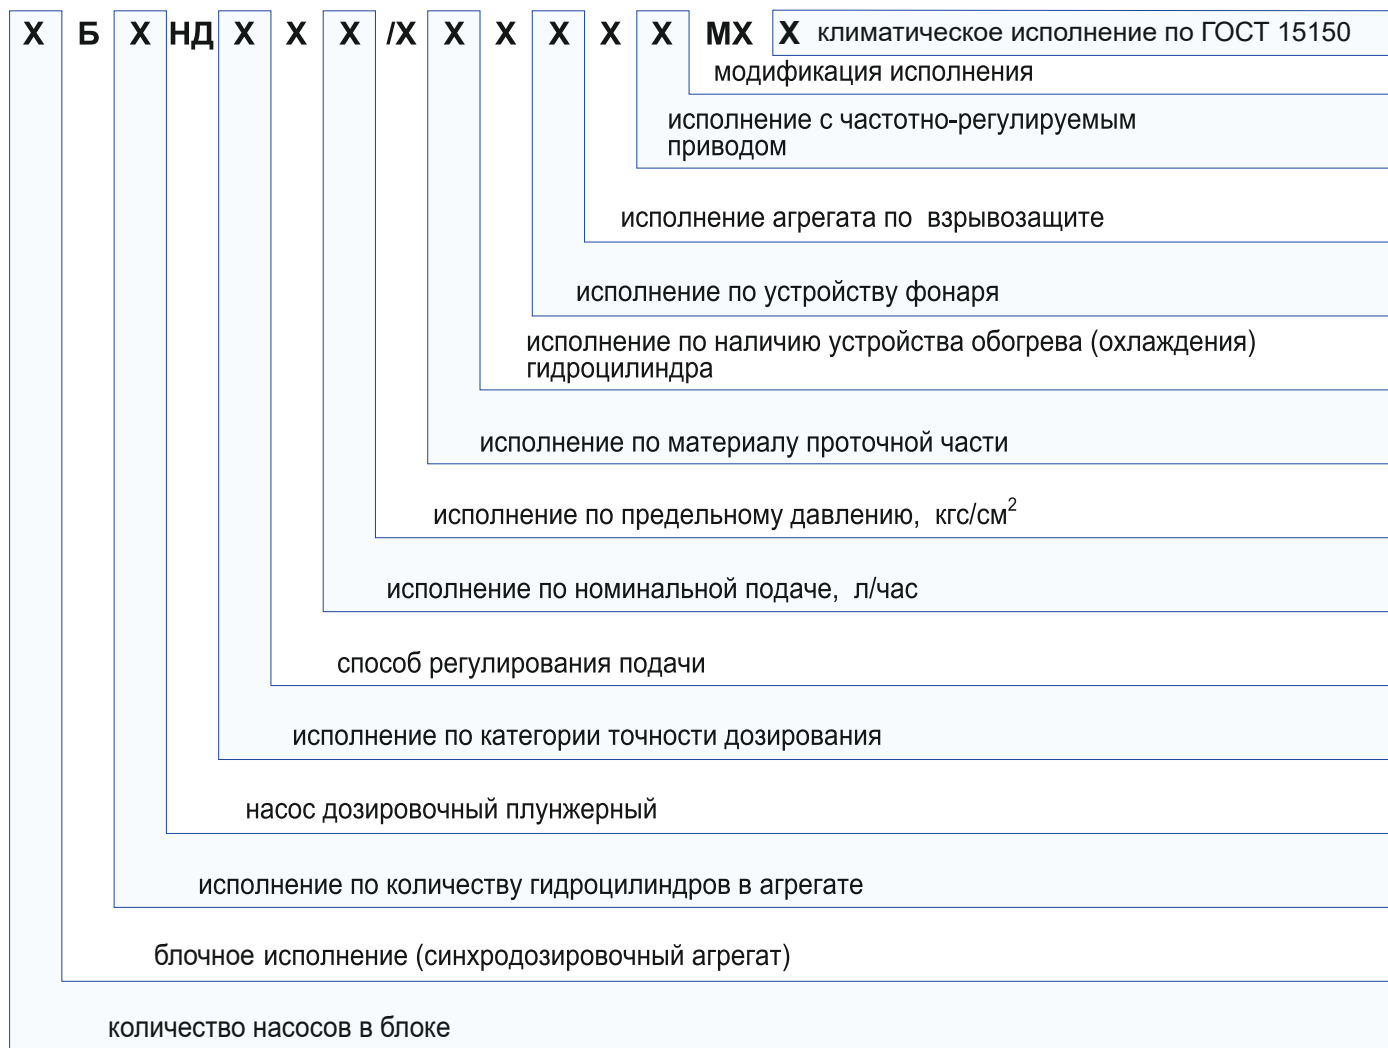 Х Б Х НД Х Х Х /Х Х Х Х Х Х МХ Х климатическое исполнение по ГОСТ 15150
модификация исполнения
исполнение с частотно-регулируемым
приводом
исполнение агрегата по взрывозащите
исполнение по устройству фонаря
исполнение по наличию устройства обогрева (охлаждения)
гидроцилиндра
исполнение по материалу проточной части
исполнение по предельному давлению, кгс/см²
исполнение по номинальной подаче, л/час
способ регулирования подачи
исполнение по категории точности дозирования
насос дозировочный плунжерный
исполнение по количеству гидроцилиндров в агрегате
блочное исполнение (синхродозировочный агрегат)
количество насосов в блоке